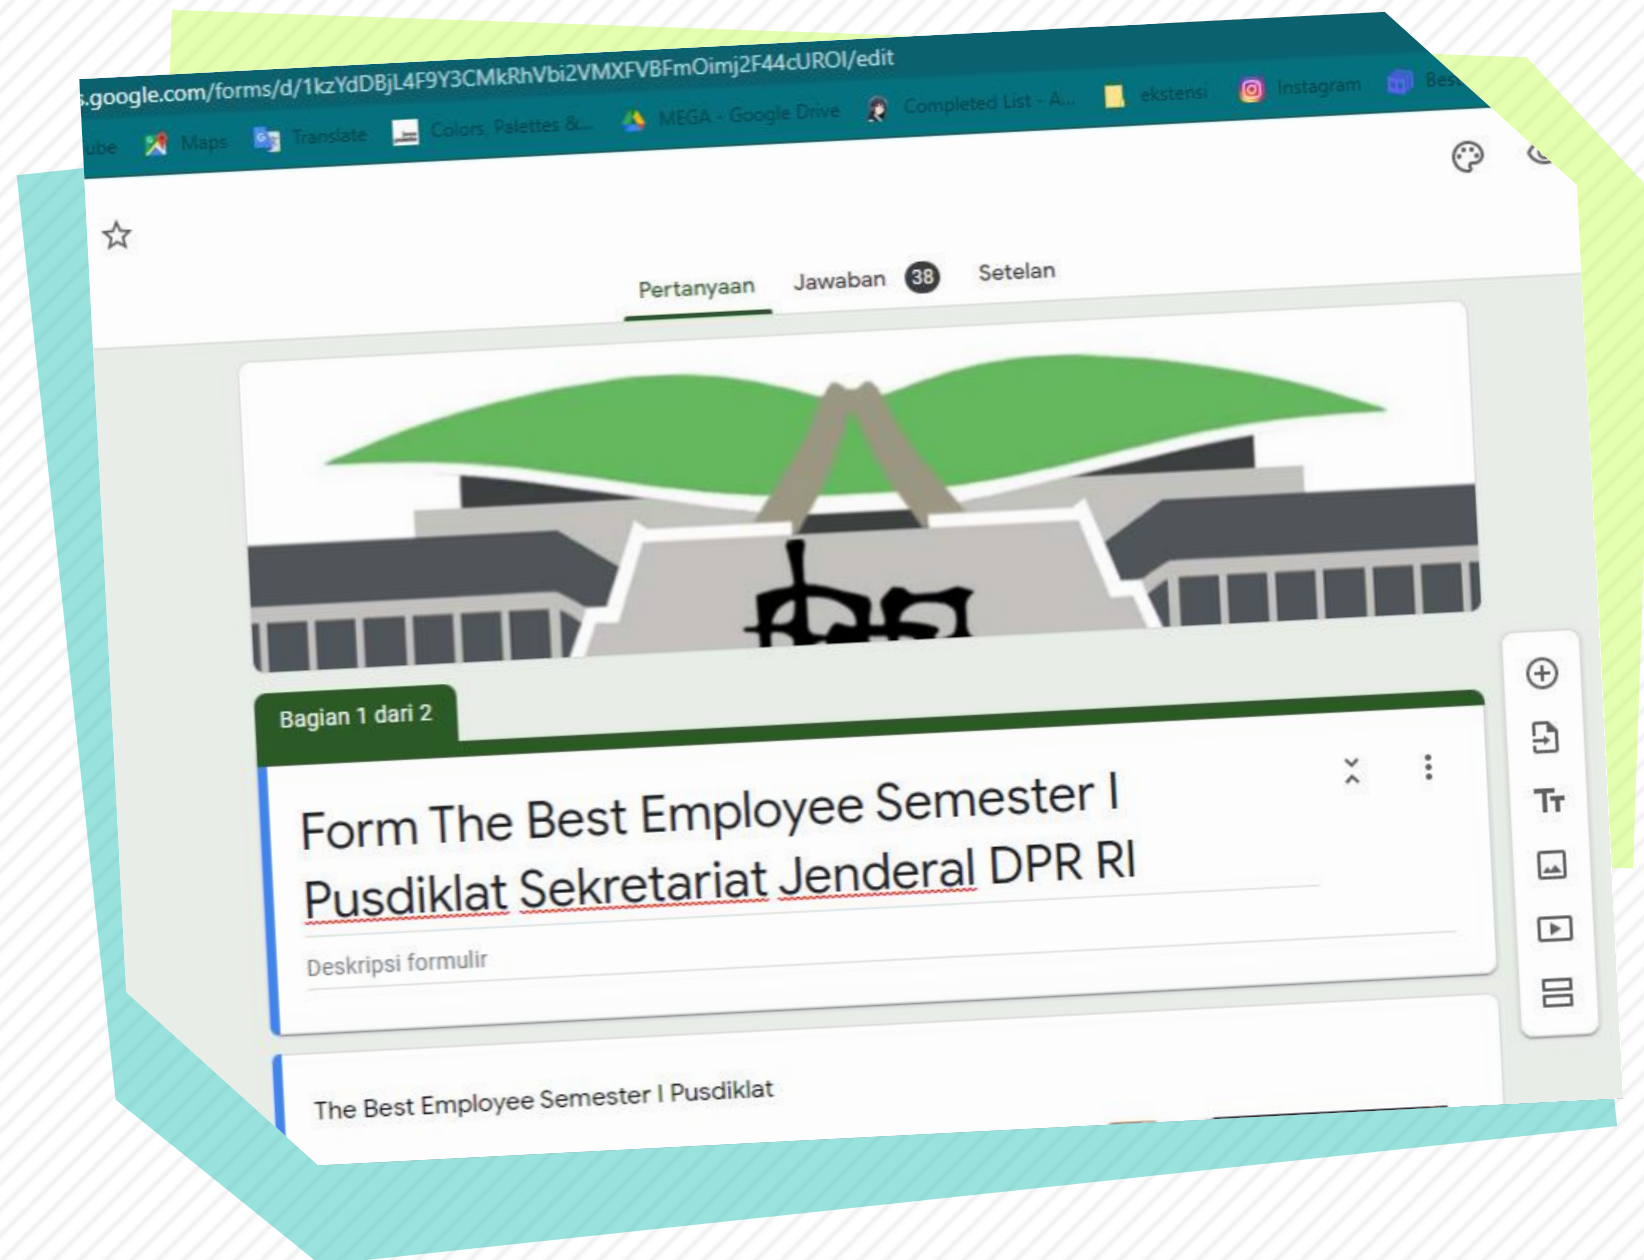 s.google.com/forms/d/1kzYdDBjL4F9Y3CMkRhVbi2VMXFVBFmOimj2F44cUROI/edit
ube Maps Translate Colors, Palettes &... MEGA - Google Drive Completed List - A... ekstensi Instagram Bes
Pertanyaan Jawaban 38 Setelan
Bagian 1 dari 2
Form The Best Employee Semester I
Pusdiklat Sekretariat Jenderal DPR RI
Deskripsi formulir
The Best Employee Semester I Pusdiklat